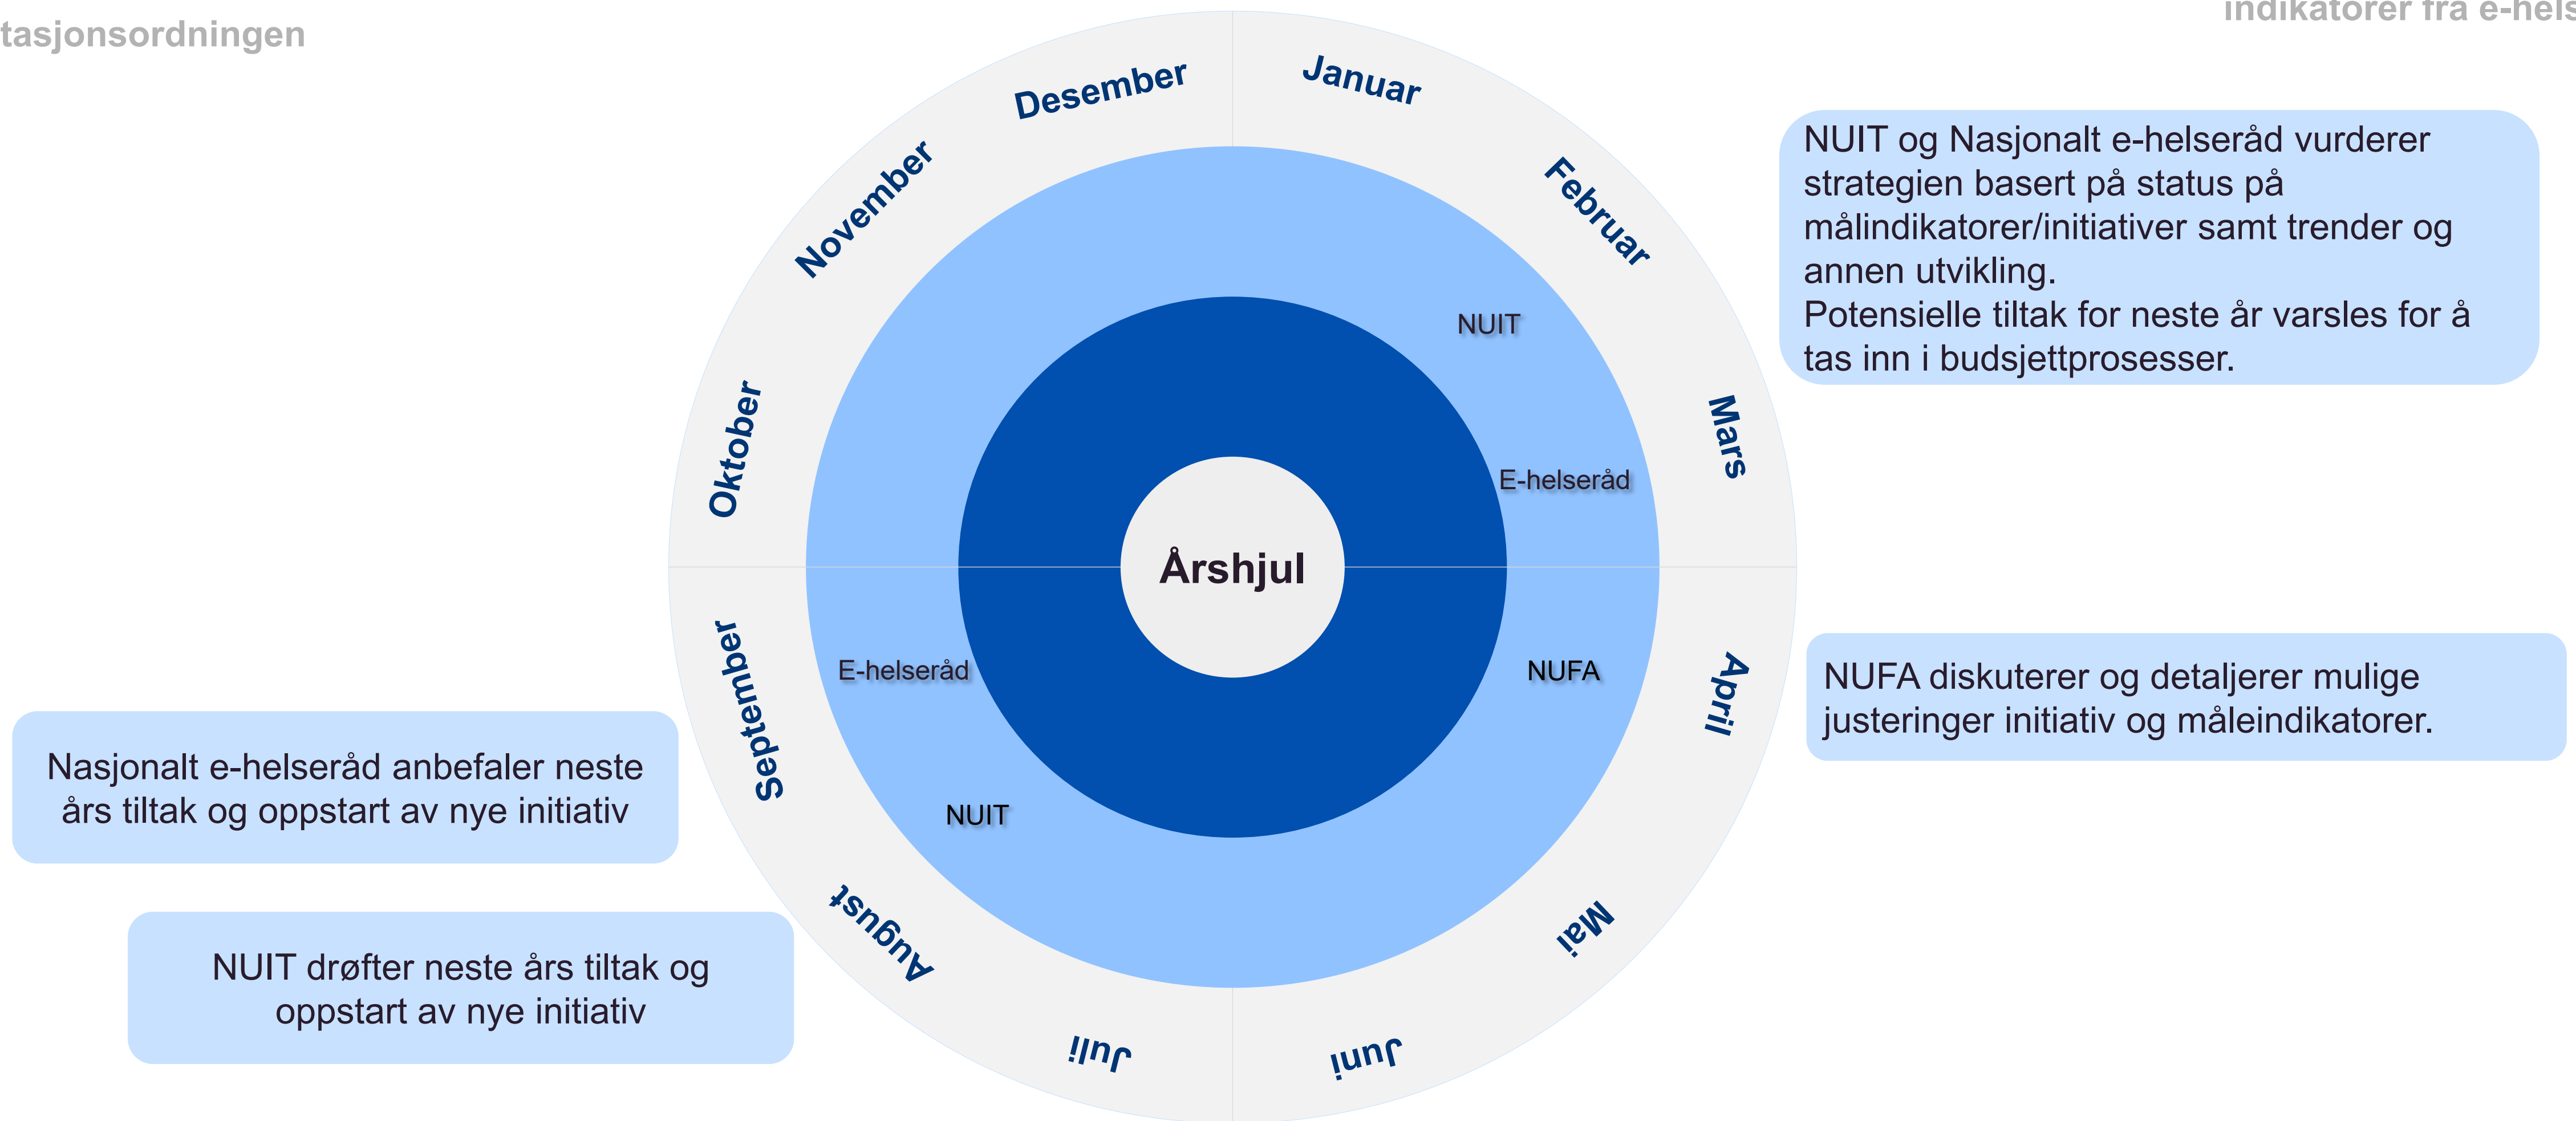 tasjonsordningen
indikatorer fra e-hels
Desember
Januar
November
Februar
NUIT og Nasjonalt e-helseråd vurderer
strategien basert på status på
målindikatorer/initiativer samt trender og
annen utvikling.
Potensielle tiltak for neste år varsles for å
tas inn i budsjettprosesser.
NUIT
Oktober
Mars
E-helseråd
Årshjul
September
E-helseråd
NUFA
April
NUFA diskuterer og detaljerer mulige
justeringer initiativ og måleindikatorer.
Nasjonalt e-helseråd anbefaler neste
års tiltak og oppstart av nye initiativ
NUIT
August
Mai
NUIT drøfter neste års tiltak og
oppstart av nye initiativ
Juli
Juni